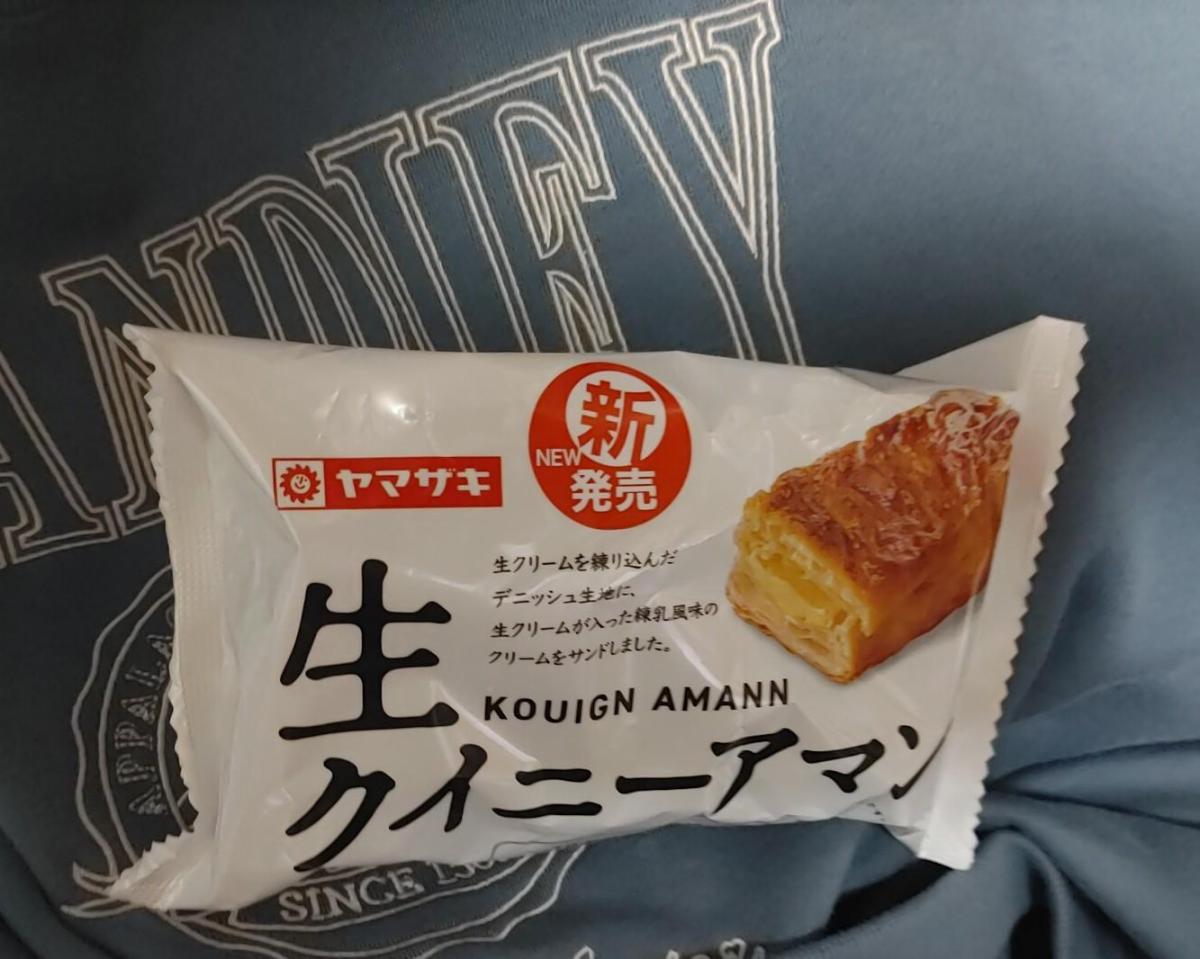 ヤマザキ
新
NEW
発売
生クリームを練り込んだ
デニッシュ生地に、
生クリームが入った練乳風味の
クリームをサンドしました。
生
KOUIGN AMANN
クイニーアマン
SINCE